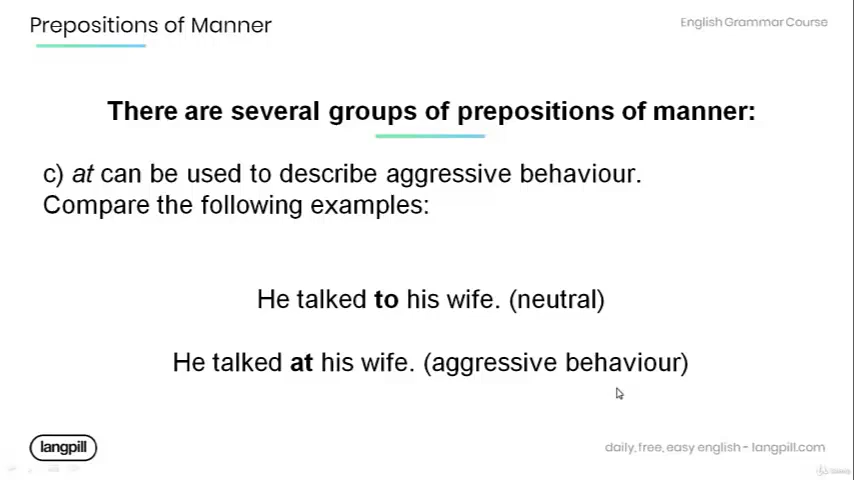 Prepositions of Manner
English Grammar Course
There are several groups of prepositions of manner:
c) at can be used to describe aggressive behaviour.
Compare the following examples:
He talked to his wife. (neutral)
He talked at his wife. (aggressive behaviour)
langpill
daily, free, easy english - langpill.com